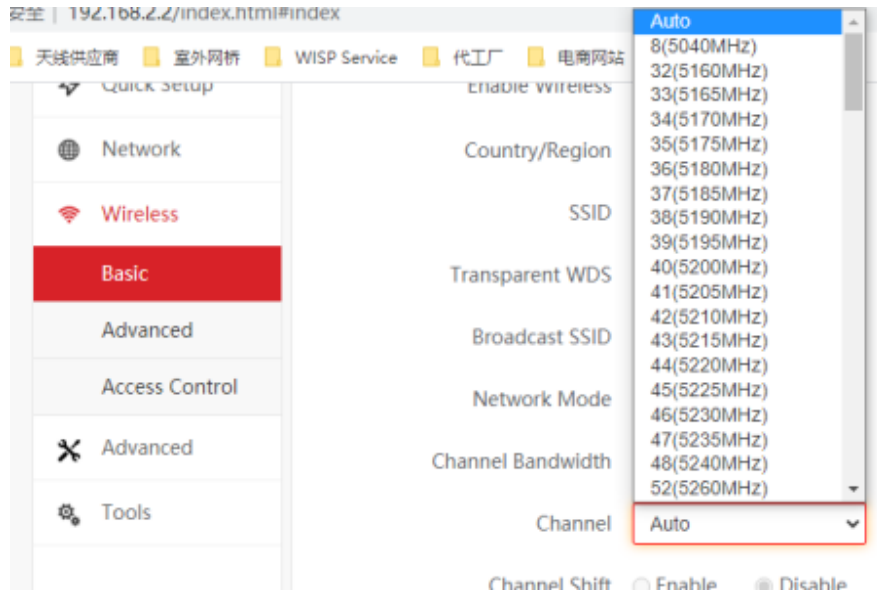 安全 | 192.168.2.2/index.html#index
天线供应商 室外网桥 WISP Service 代工厂 电商网站
Quick Setup
Network
Wireless
Basic
Advanced
Access Control
Advanced
Tools
Enable Wireless
Country/Region
SSID
Transparent WDS
Broadcast SSID
Network Mode
Channel Bandwidth
Channel
Auto
8(5040MHz)
32(5160MHz)
33(5165MHz)
34(5170MHz)
35(5175MHz)
36(5180MHz)
37(5185MHz)
38(5190MHz)
39(5195MHz)
40(5200MHz)
41(5205MHz)
42(5210MHz)
43(5215MHz)
44(5220MHz)
45(5225MHz)
46(5230MHz)
47(5235MHz)
48(5240MHz)
52(5260MHz)
Auto
Channel Shift Enable Disable